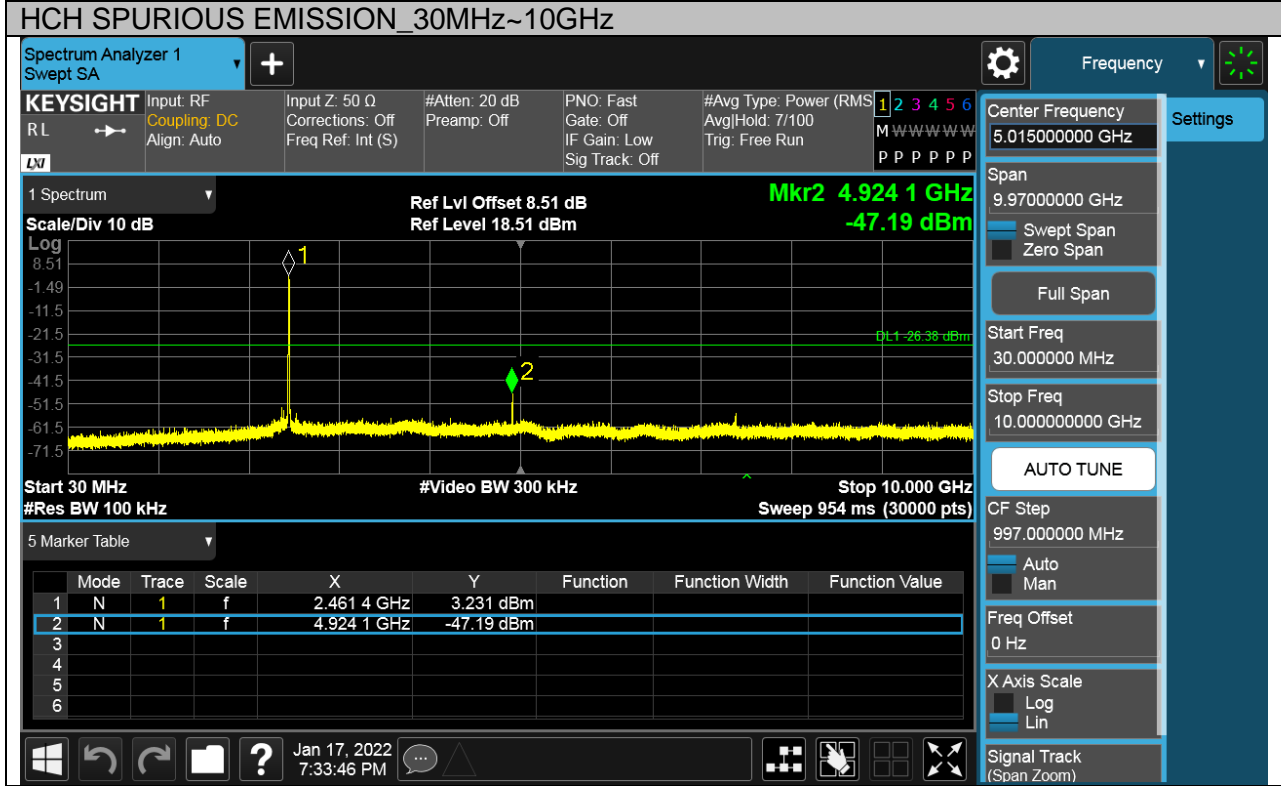 HCH SPURIOUS EMISSION_30MHz~10GHz
Spectrum Analyzer 1
Swept SA
Frequency
KEYSIGHT
RL
LXI
Input: RF
Coupling: DC
Align: Auto
Input Z: 50 Ω
Corrections: Off
Freq Ref: Int (S)
#Atten: 20 dB
Preamp: Off
PNO: Fast
Gate: Off
IF Gain: Low
Sig Track: Off
#Avg Type: Power (RMS
Avg|Hold: 7/100
Trig: Free Run
1 2 3 4 5 6
M W W W W W
P P P P P P
1 Spectrum
Scale/Div 10 dB
Ref Lvl Offset 8.51 dB
Ref Level 18.51 dBm
Mkr2 4.924 1 GHz
-47.19 dBm
Log
8.51
-1.49
-11.5
-21.5
-31.5
-41.5
-51.5
-61.5
-71.5
1
DL1 -26.38 dBm
2
Start 30 MHz
#Video BW 300 kHz
Stop 10.000 GHz
#Res BW 100 kHz
Sweep 954 ms (30000 pts)
5 Marker Table
Mode Trace Scale X Y Function Function Width Function Value
1 N 1 f 2.461 4 GHz 3.231 dBm
2 N 1 f 4.924 1 GHz -47.19 dBm
3
4
5
6
Jan 17, 2022
7:33:46 PM
Center Frequency
5.015000000 GHz
Settings
Span
9.97000000 GHz
Swept Span
Zero Span
Full Span
Start Freq
30.000000 MHz
Stop Freq
10.000000000 GHz
AUTO TUNE
CF Step
997.000000 MHz
Auto
Man
Freq Offset
0 Hz
X Axis Scale
Log
Lin
Signal Track
(Span Zoom)